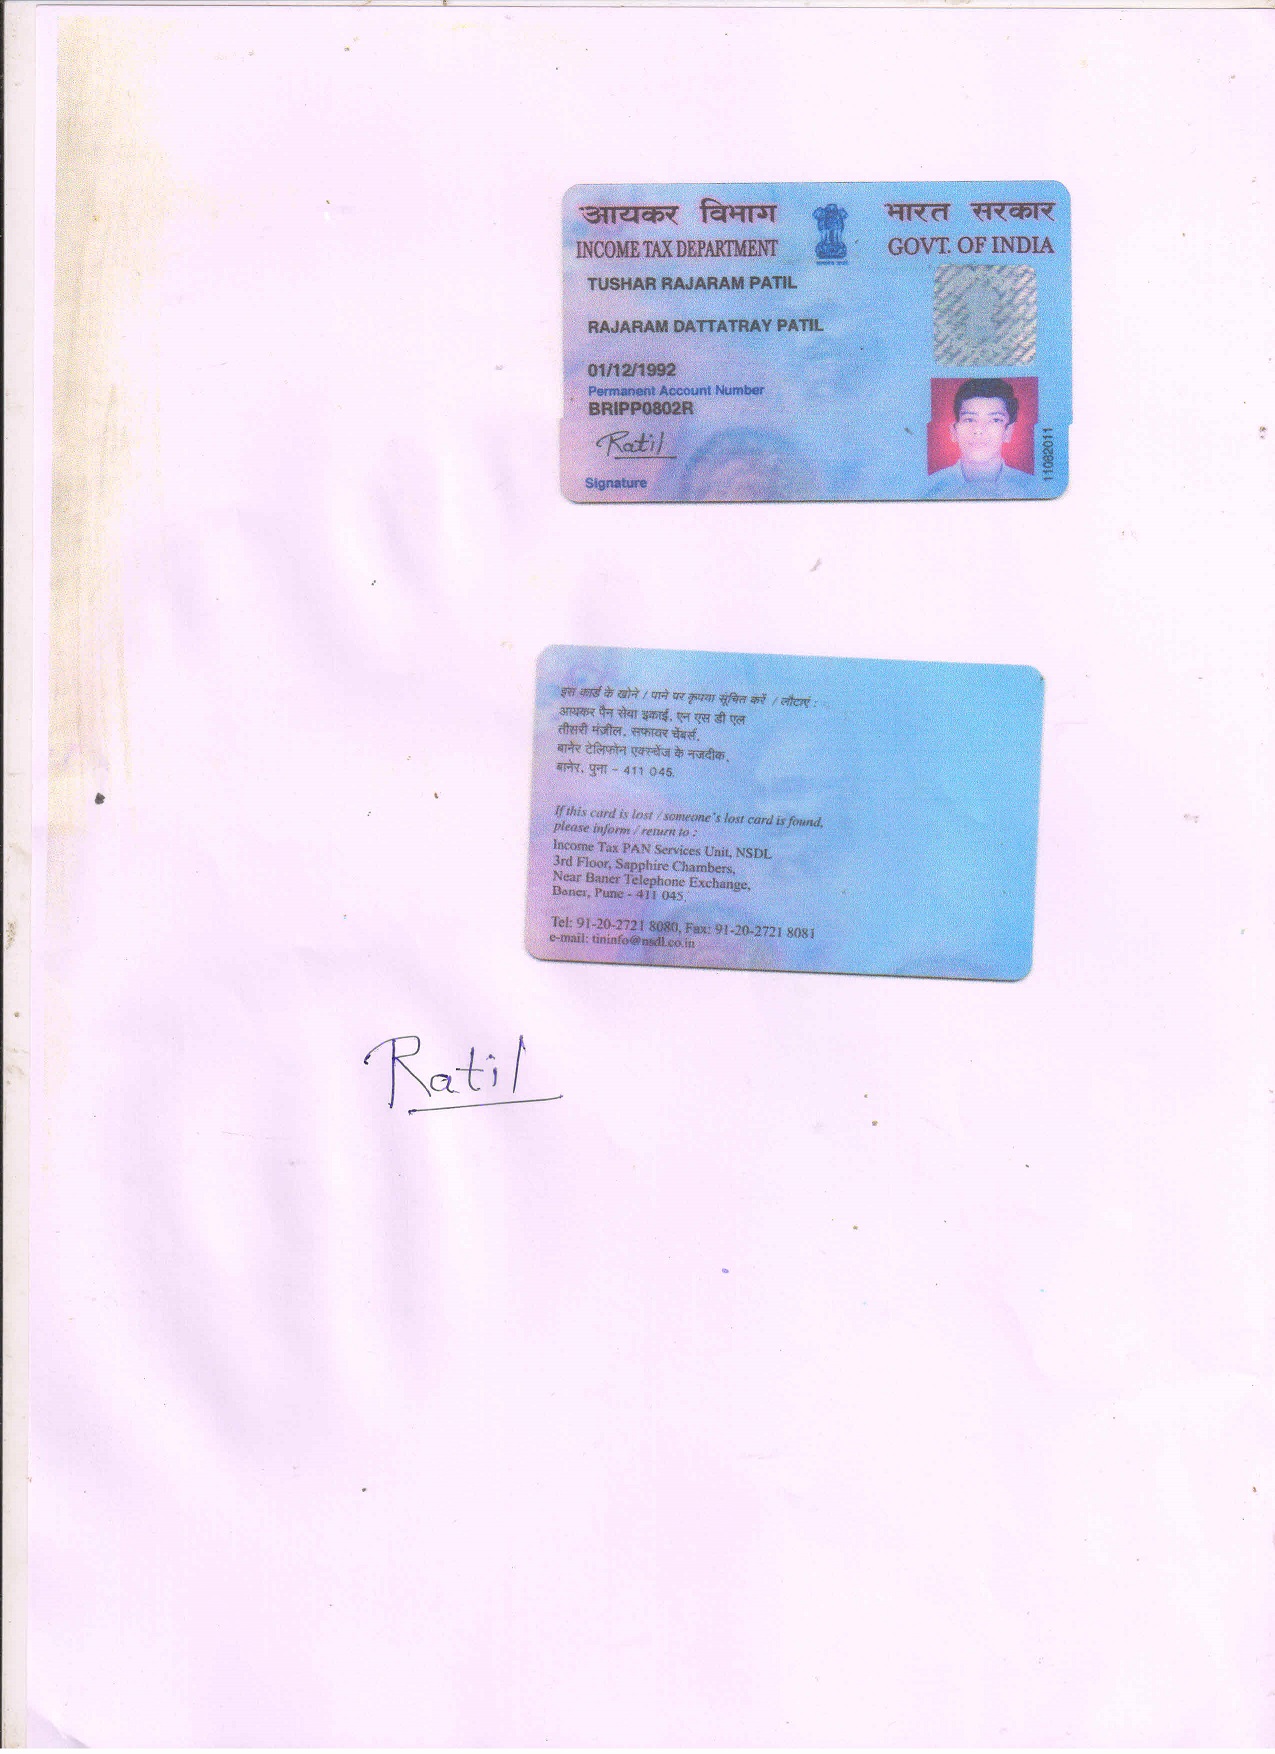 आयकर विभाग भारत सरकार
INCOME TAX DEPARTMENT GOVT. OF INDIA
TUSHAR RAJARAM PATIL
RAJARAM DATTATRAY PATIL
01/12/1992
Permanent Account Number
BRIPP0802R
Ratil
Signature
11082011
इस कार्ड के खोने / पाने पर कृपया सूचित करें / लौटाएं :
आयकर पैन सेवा इकाई, एन एस डी एल
तीसरी मंज़ील, सफायर चेंबर्स,
बानेर टेलिफोन एक्स्चेंज के नजदीक,
बानेर, पुना - 411 045.
If this card is lost / someone's lost card is found,
please inform / return to :
Income Tax PAN Services Unit, NSDL
3rd Floor, Sapphire Chambers,
Near Baner Telephone Exchange,
Baner, Pune - 411 045.
Tel: 91-20-2721 8080, Fax: 91-20-2721 8081
e-mail: tininfo@nsdl.co.in
Ratil